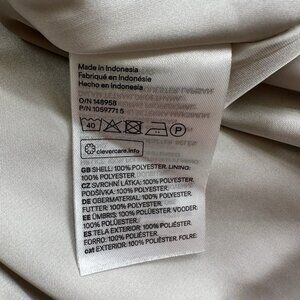 Made in Indonesia
Fabriqué en Indonésie
Hecho en Indonesia
O/N 148958
P/N 1059771 5
40
P
clevercare.info
GB SHELL: 100% POLYESTER. LINING:
100% POLYESTER.
CZ SVRCHNÍ LÁTKA: 100% POLYESTER.
PODŠÍVKA: 100% POLYESTER.
DE OBERMATERIAL: 100% POLYESTER.
FUTTER: 100% POLYESTER.
EE ÜMBRIS: 100% POLÜESTER. VOODER:
100% POLÜESTER.
ES TELA EXTERIOR: 100% POLIÉSTER.
FORRO: 100% POLIÉSTER.
cat EXTERIOR: 100% POLIÈSTER. FOLRE: